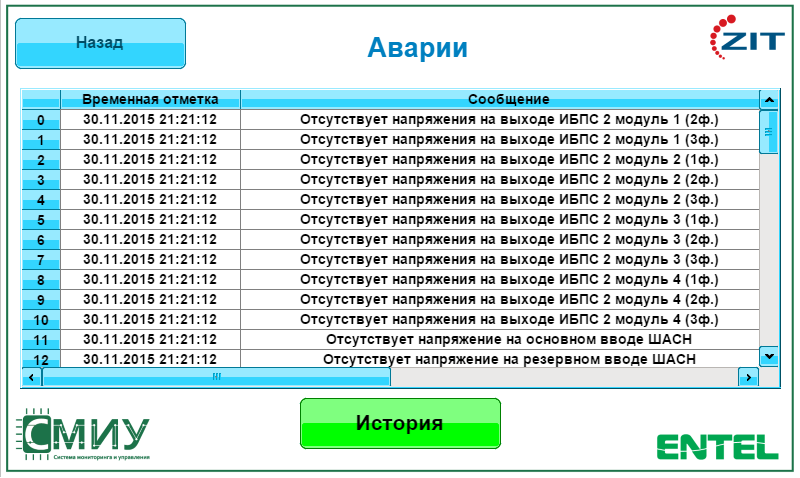 Назад
Аварии
ZIT
Временная отметка Сообщение
0 30.11.2015 21:21:12 Отсутствует напряжения на выходе ИБПС 2 модуль 1 (2ф.)
1 30.11.2015 21:21:12 Отсутствует напряжения на выходе ИБПС 2 модуль 1 (3ф.)
2 30.11.2015 21:21:12 Отсутствует напряжения на выходе ИБПС 2 модуль 2 (1ф.)
3 30.11.2015 21:21:12 Отсутствует напряжения на выходе ИБПС 2 модуль 2 (2ф.)
4 30.11.2015 21:21:12 Отсутствует напряжения на выходе ИБПС 2 модуль 2 (3ф.)
5 30.11.2015 21:21:12 Отсутствует напряжения на выходе ИБПС 2 модуль 3 (1ф.)
6 30.11.2015 21:21:12 Отсутствует напряжения на выходе ИБПС 2 модуль 3 (2ф.)
7 30.11.2015 21:21:12 Отсутствует напряжения на выходе ИБПС 2 модуль 3 (3ф.)
8 30.11.2015 21:21:12 Отсутствует напряжения на выходе ИБПС 2 модуль 4 (1ф.)
9 30.11.2015 21:21:12 Отсутствует напряжения на выходе ИБПС 2 модуль 4 (2ф.)
10 30.11.2015 21:21:12 Отсутствует напряжения на выходе ИБПС 2 модуль 4 (3ф.)
11 30.11.2015 21:21:12 Отсутствует напряжение на основном вводе ШАСН
12 30.11.2015 21:21:12 Отсутствует напряжение на резервном вводе ШАСН
СМИУ
Система мониторинга и управления
История
ENTEL